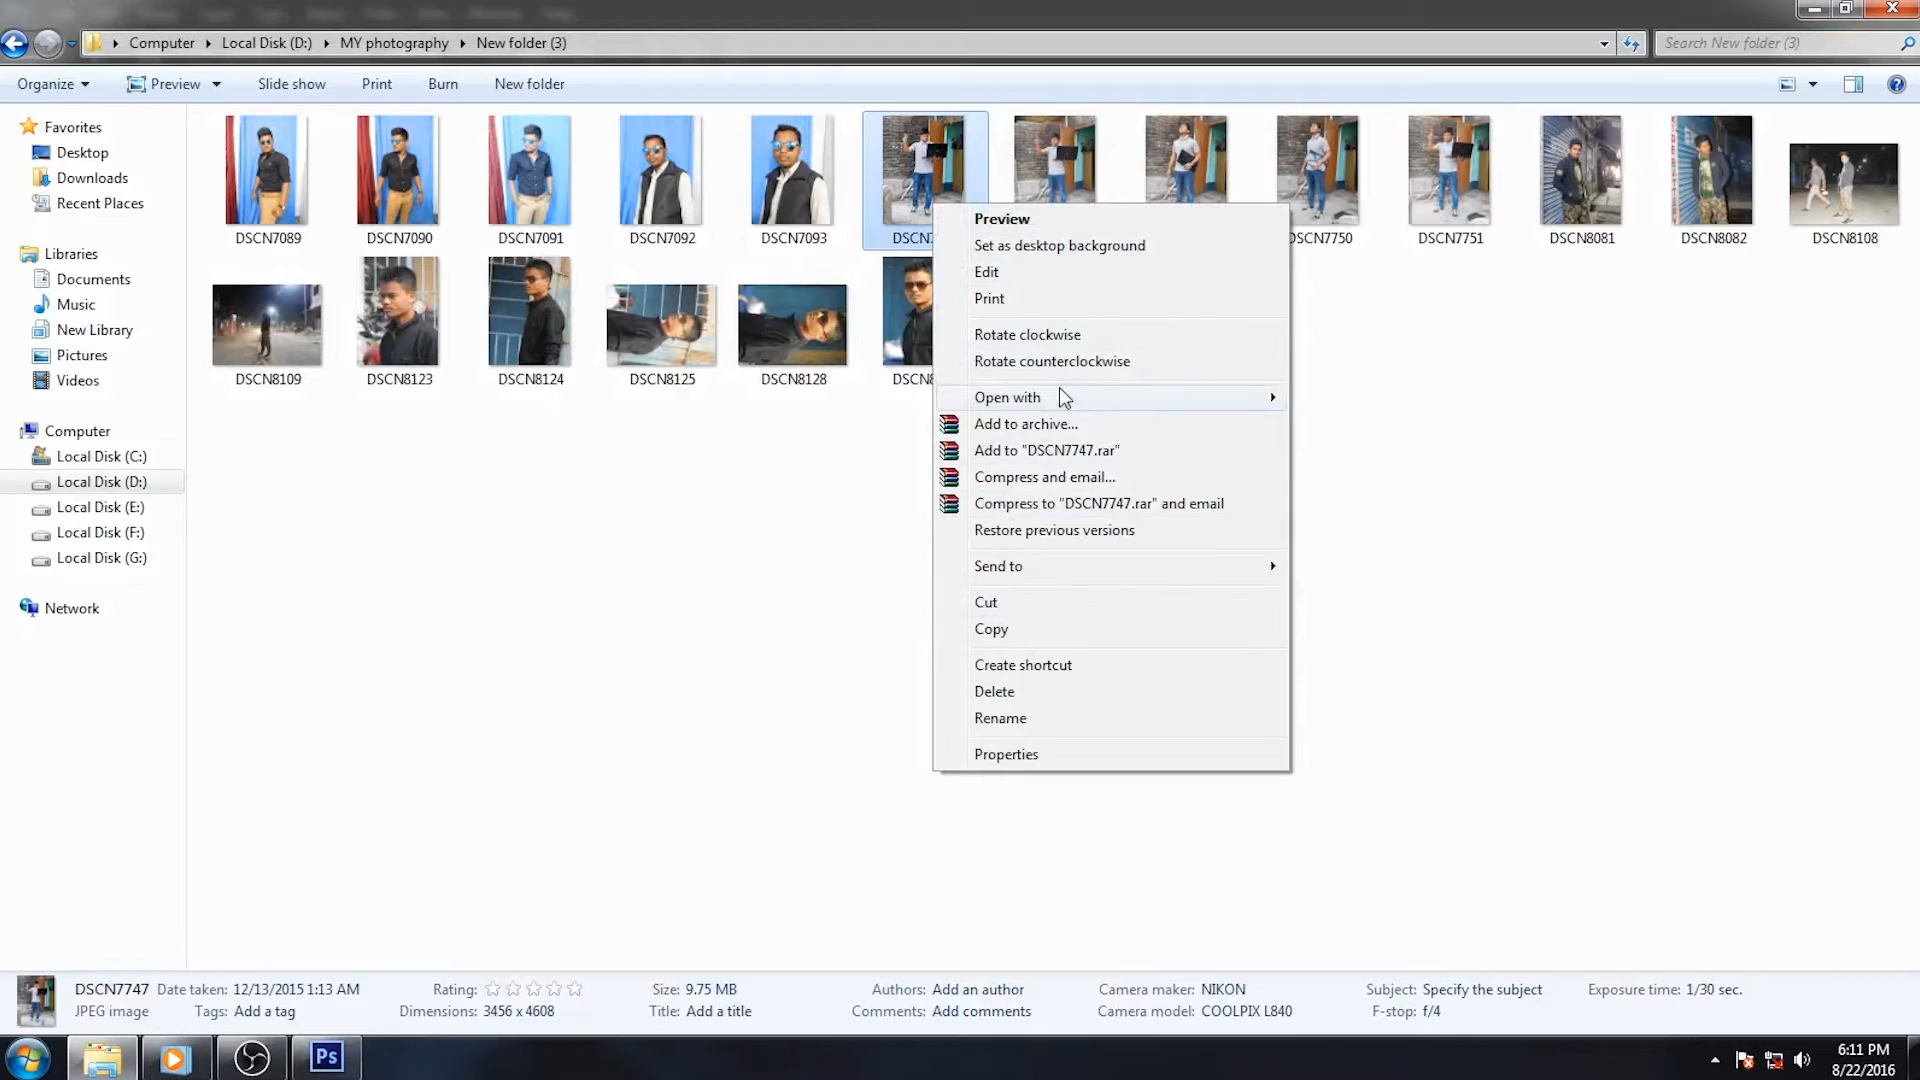 Computer Local Disk (D:) MY photography New folder (3)
Search New folder (3)
Organize Preview Slide show Print Burn New folder
Favorites
Desktop
Downloads
Recent Places
Libraries
Documents
Music
New Library
Pictures
Videos
Computer
Local Disk (C:)
Local Disk (D:)
Local Disk (E:)
Local Disk (F:)
Local Disk (G:)
Network
DSCN7089 DSCN7090 DSCN7091 DSCN7092 DSCN7093 DSCN7 DSCN7750 DSCN7751 DSCN8081 DSCN8082 DSCN8108
DSCN8109 DSCN8123 DSCN8124 DSCN8125 DSCN8128 DSCN8
Preview
Set as desktop background
Edit
Print
Rotate clockwise
Rotate counterclockwise
Open with
Add to archive...
Add to "DSCN7747.rar"
Compress and email...
Compress to "DSCN7747.rar" and email
Restore previous versions
Send to
Cut
Copy
Create shortcut
Delete
Rename
Properties
DSCN7747 Date taken: 12/13/2015 1:13 AM Rating: Size: 9.75 MB Authors: Add an author Camera maker: NIKON Subject: Specify the subject Exposure time: 1/30 sec.
JPEG image Tags: Add a tag Dimensions: 3456 x 4608 Title: Add a title Comments: Add comments Camera model: COOLPIX L840 F-stop: f/4
Ps
6:11 PM
8/22/2016